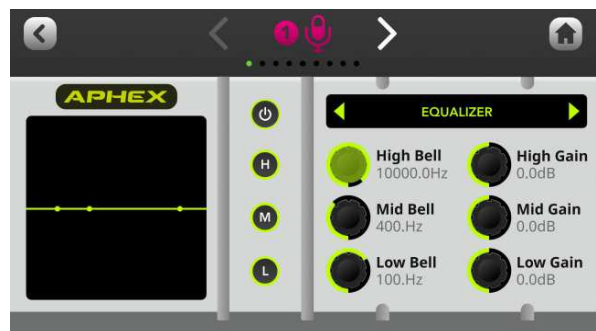 1
APHEX
EQUALIZER
H
M
L
High Bell
10000.0Hz
High Gain
0.0dB
Mid Bell
400.Hz
Mid Gain
0.0dB
Low Bell
100.Hz
Low Gain
0.0dB